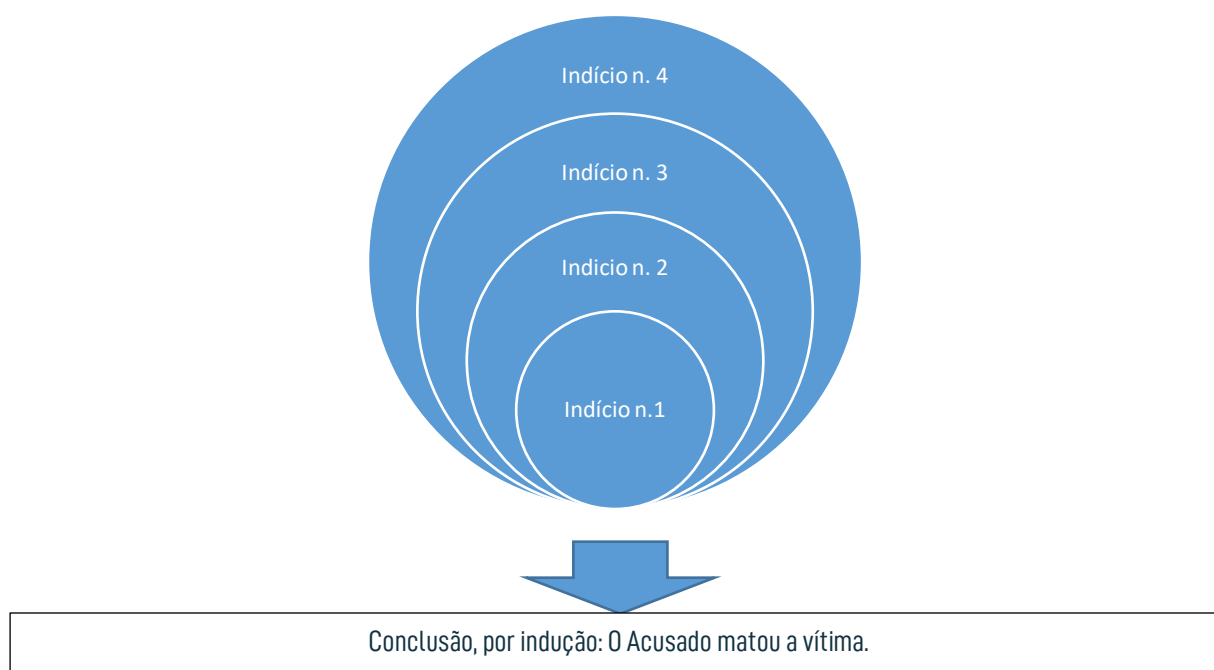 Indício n. 4
Indício n. 3
Indicio n. 2
Indício n.1
Conclusão, por indução: O Acusado matou a vítima.